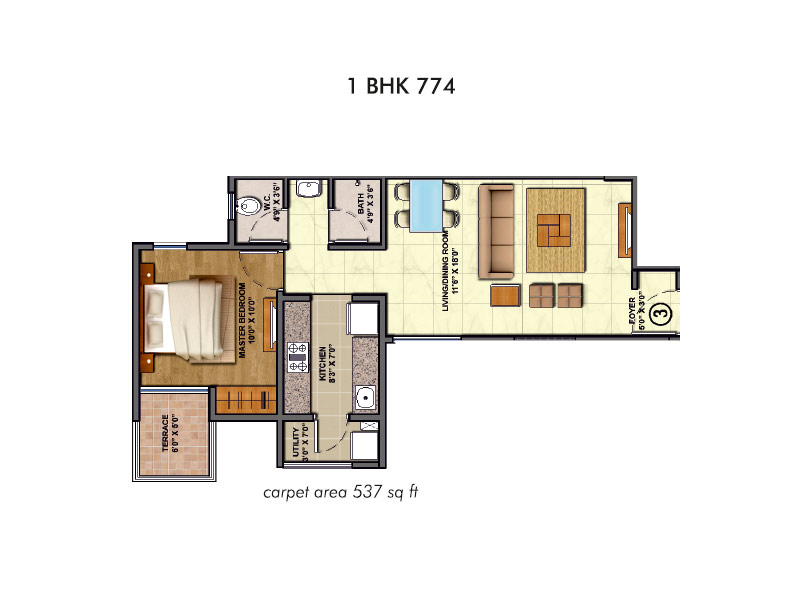 1 BHK 774
W.C.
4'9" X 3'6"
BATH
4'9" X 3'6"
LIVING/DINING ROOM
11'6" X 18'0"
FOYER
5'0" X 3'0"
3
MASTER BEDROOM
10'0" X 10'0"
KITCHEN
8'3" X 7'0"
TERRACE
6'0" X 5'0"
UTILITY
3'0" X 7'0"
carpet area 537 sq ft